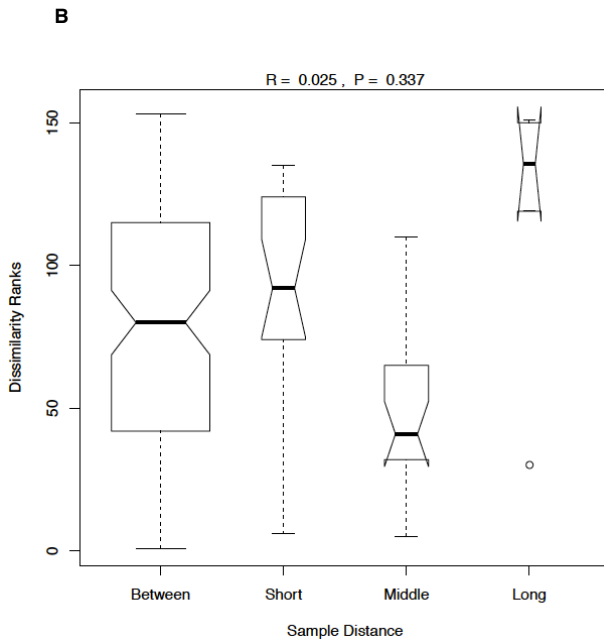 B
R = 0.025 , P = 0.337
150
100
50
0
Dissimilarity Ranks
Between Short Middle Long
Sample Distance